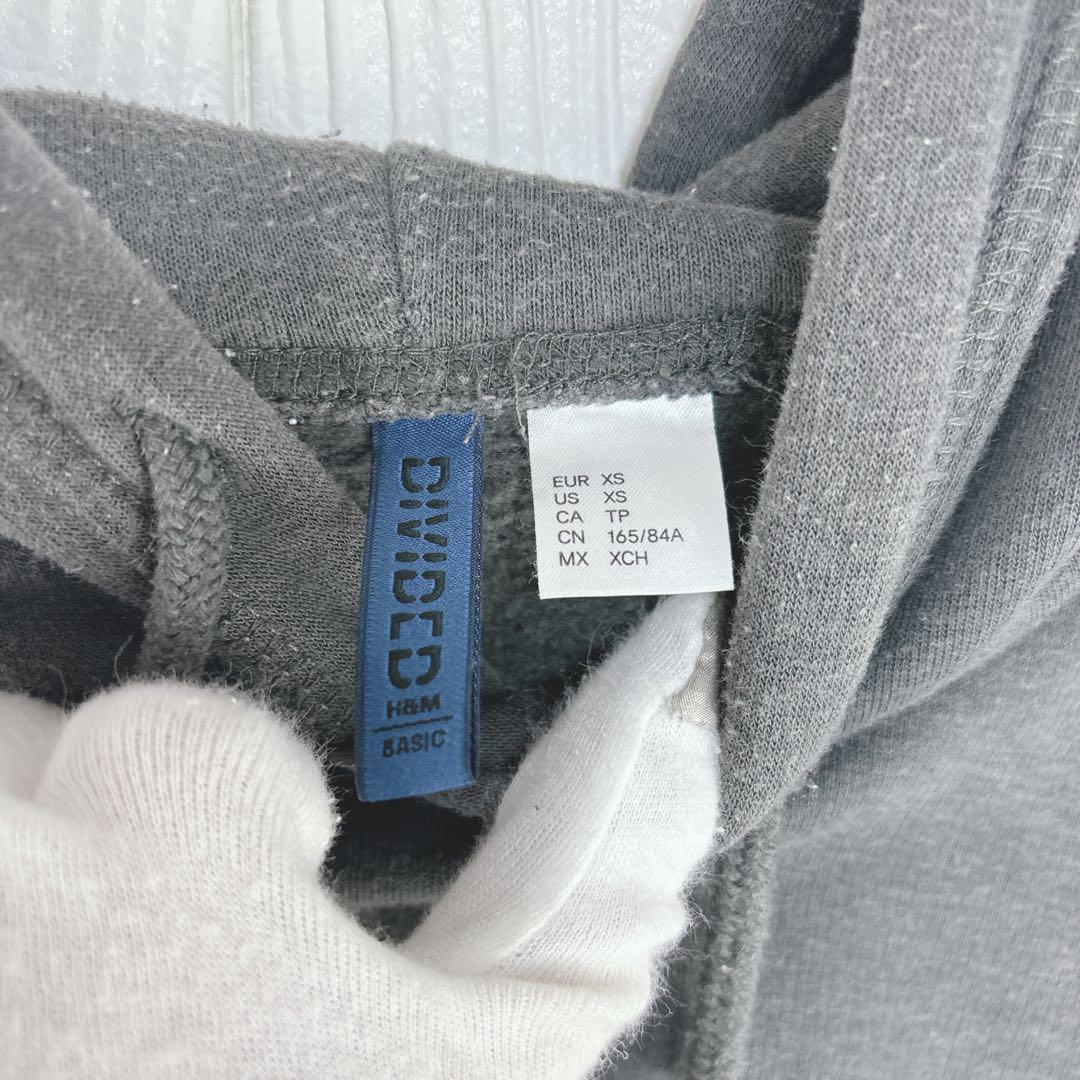 DIVIDED
H&M
BASIC
EUR XS
US XS
CA TP
CN 165/84A
MX XCH